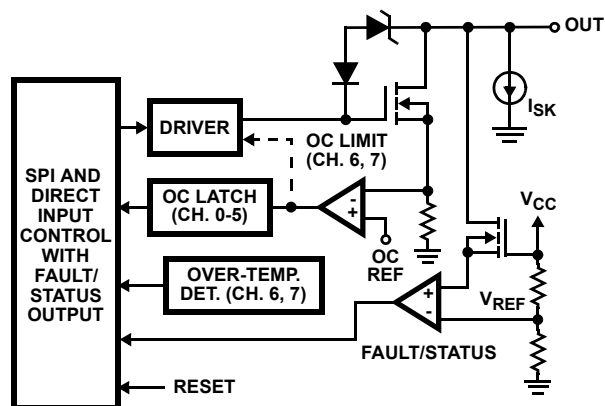 OUT
I_SK
DRIVER
OC LIMIT
(CH. 6, 7)
SPI AND
DIRECT
INPUT
CONTROL
WITH
FAULT/
STATUS
OUTPUT
OC LATCH
(CH. 0-5)
-
+
OC
REF
V_CC
OVER-TEMP.
DET. (CH. 6, 7)
+
-
V_REF
FAULT/STATUS
RESET